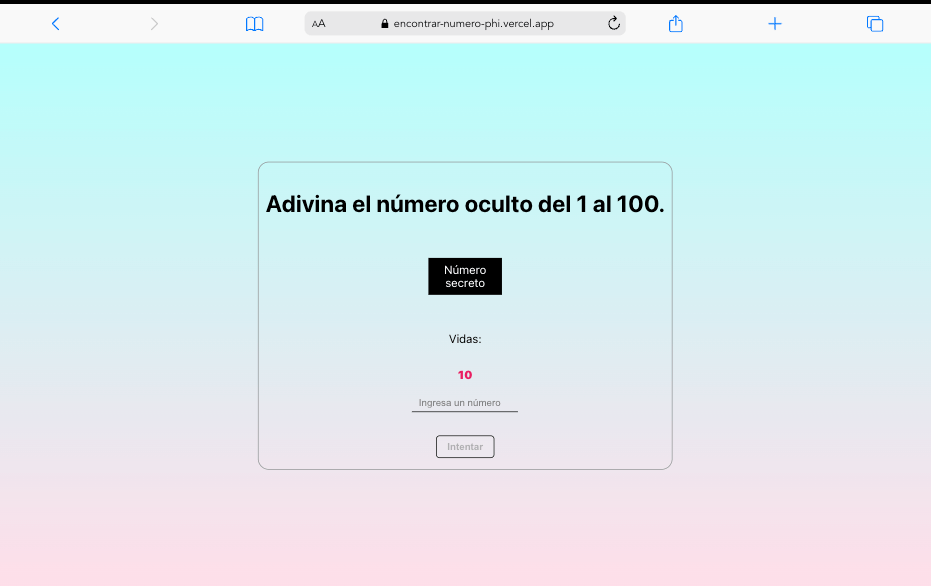 AA encontrar-numero-phi.vercel.app
Adivina el número oculto del 1 al 100.
Número
secreto
Vidas:
10
Ingresa un número
Intentar